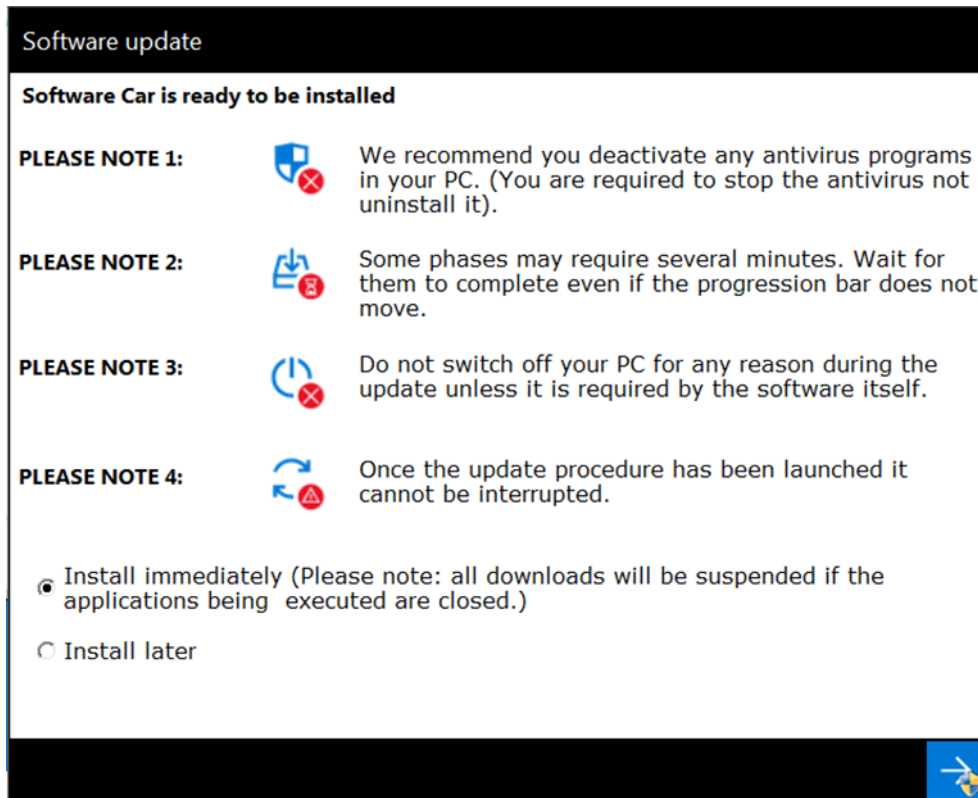 Software update
Software Car is ready to be installed
PLEASE NOTE 1:
We recommend you deactivate any antivirus programs
in your PC. (You are required to stop the antivirus not
uninstall it).
PLEASE NOTE 2:
Some phases may require several minutes. Wait for
them to complete even if the progression bar does not
move.
PLEASE NOTE 3:
Do not switch off your PC for any reason during the
update unless it is required by the software itself.
PLEASE NOTE 4:
Once the update procedure has been launched it
cannot be interrupted.
Install immediately (Please note: all downloads will be suspended if the
applications being  executed are closed.)
Install later